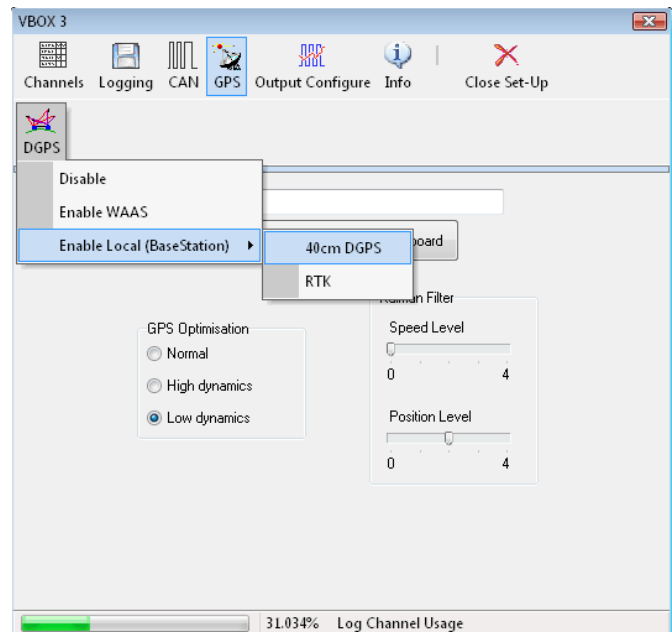 VBOX 3
Channels Logging CAN GPS Output Configure Info Close Set-Up
DGPS
Disable
Enable WAAS
Enable Local (BaseStation) 40cm DGPS
RTK
Kalman Filter
GPS Optimisation Speed Level
Normal
0 4
High dynamics
Low dynamics Position Level
0 4
31.034% Log Channel Usage